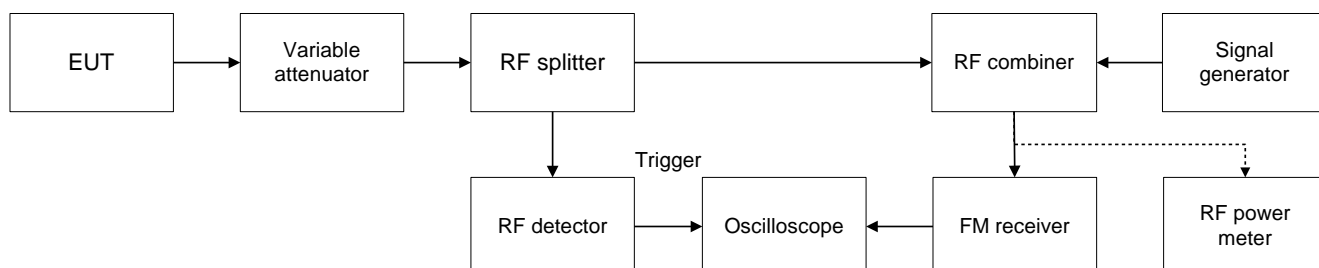 EUT
Variable
attenuator
RF splitter
RF combiner
Signal
generator
Trigger
RF detector
Oscilloscope
FM receiver
RF power
meter